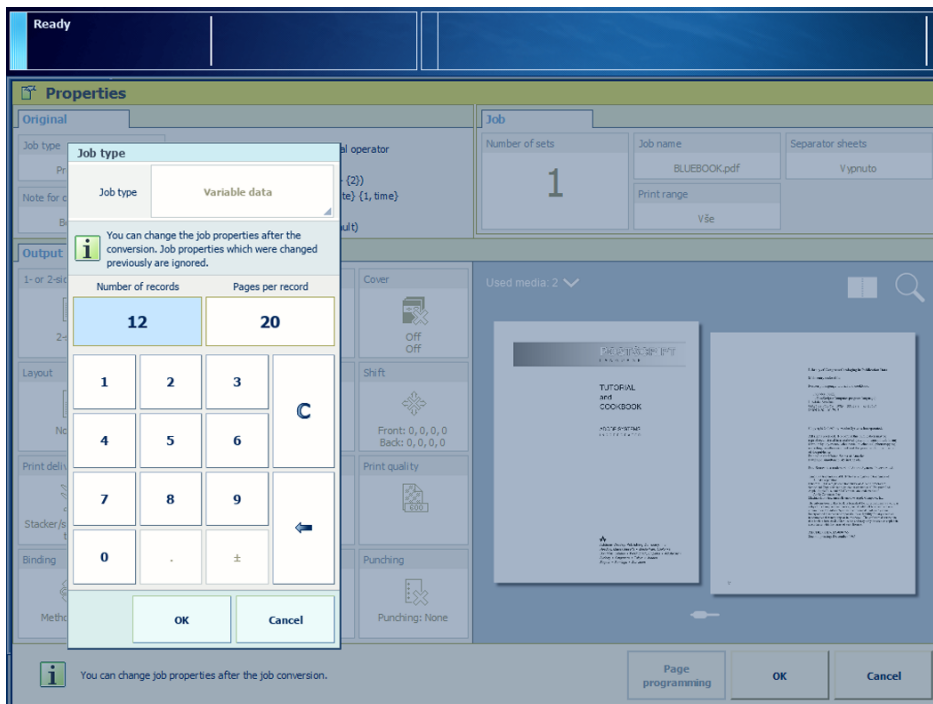 Ready
Properties
Original
Job
Job type
al operator
Number of sets
1
Job name
BLUEBOOK.pdf
Separator sheets
Vypnuto
Print range
Vše
Pr
{2})
Note for c
te} {1, time}
ult)
Job type
Job type
Variable data
You can change the job properties after the
conversion. Job properties which were changed
previously are ignored.
Number of records
Pages per record
12
20
1
2
3
C
4
5
6
7
8
9
0
.
±
OK
Cancel
Output
1- or 2-sid
2-
Cover
Off
Off
Layout
No
Shift
Front: 0, 0, 0, 0
Back: 0, 0, 0, 0
Print deliv
Stacker/s
t
Print quality
600
Binding
Metho
Punching
Punching: None
Used media: 2
TUTORIAL
and
COOKBOOK
ADOBE SYSTEMS
You can change job properties after the job conversion.
Page
programming
OK
Cancel